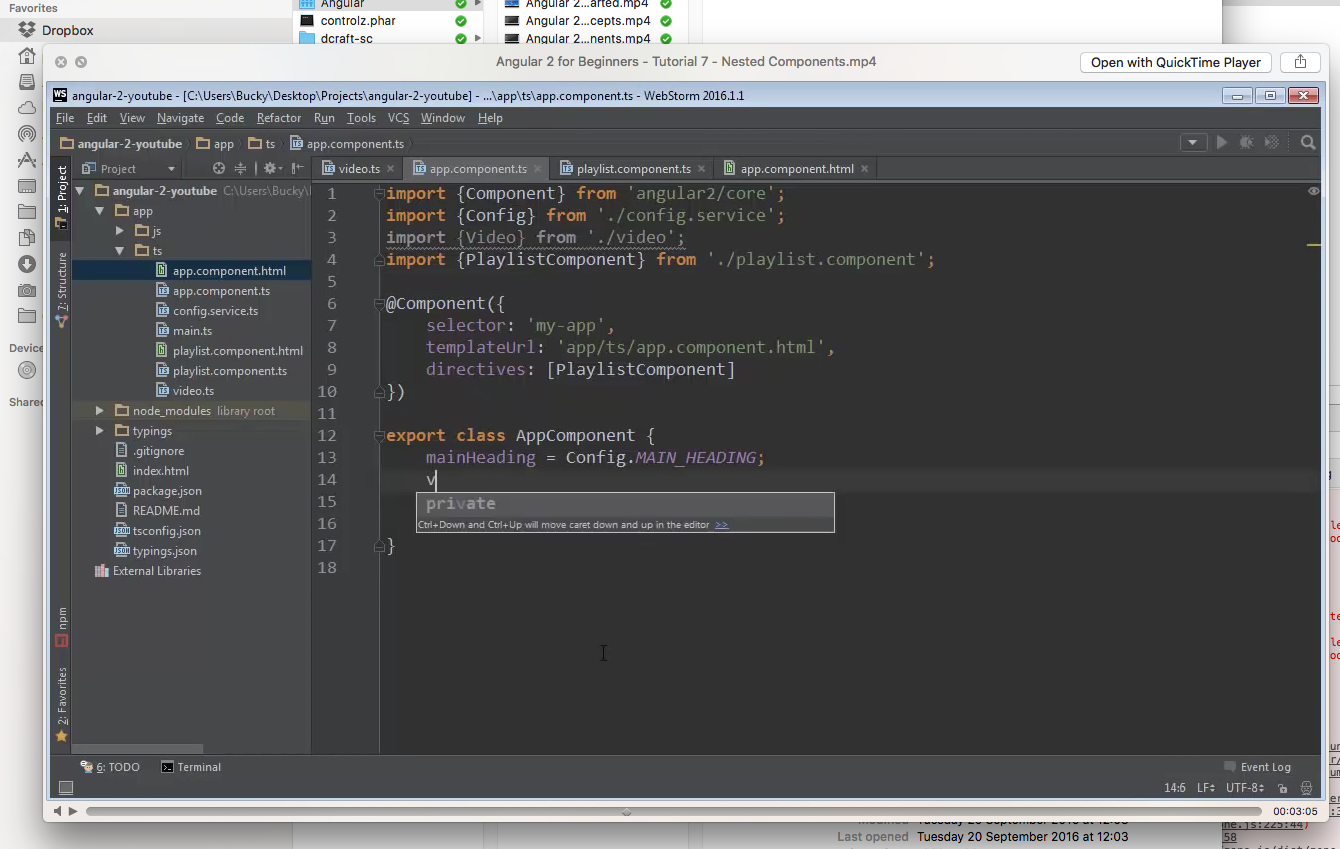 Favorites
Dropbox
Angular
controlz.phar
dcraft-sc
Angular 2...arted.mp4
Angular 2...cepts.mp4
Angular 2...nents.mp4
Angular 2 for Beginners - Tutorial 7 - Nested Components.mp4
Open with QuickTime Player
WS angular-2-youtube - [C:\Users\Bucky\Desktop\Projects\angular-2-youtube] - ...\app\ts\app.component.ts - WebStorm 2016.1.1
File Edit View Navigate Code Refactor Run Tools VCS Window Help
angular-2-youtube app ts app.component.ts
Project
video.ts app.component.ts playlist.component.ts app.component.html
1: Project
7: Structure
npm
2: Favorites
Device
Shared
angular-2-youtube C:\Users\Bucky\
app
js
ts
app.component.html
app.component.ts
config.service.ts
main.ts
playlist.component.html
playlist.component.ts
video.ts
node_modules library root
typings
.gitignore
index.html
package.json
README.md
tsconfig.json
typings.json
External Libraries
1 import {Component} from 'angular2/core';
2 import {Config} from './config.service';
3 import {Video} from './video';
4 import {PlaylistComponent} from './playlist.component';
5
6 @Component({
7 selector: 'my-app',
8 templateUrl: 'app/ts/app.component.html',
9 directives: [PlaylistComponent]
10 })
11
12 export class AppComponent {
13 mainHeading = Config.MAIN_HEADING;
14 v
15 private
16 Ctrl+Down and Ctrl+Up will move caret down and up in the editor >>
17 }
18
6: TODO Terminal Event Log
14:6 LF UTF-8
00:03:05
Tuesday 20 September 2016 at 12:03
Last opened Tuesday 20 September 2016 at 12:03
ne.js:225:44)
58